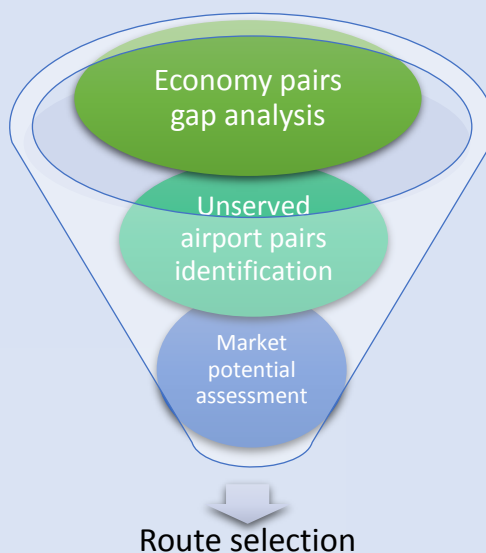 Economy pairs
gap analysis
Unserved
airport pairs
identification
Market
potential
assessment
Route selection